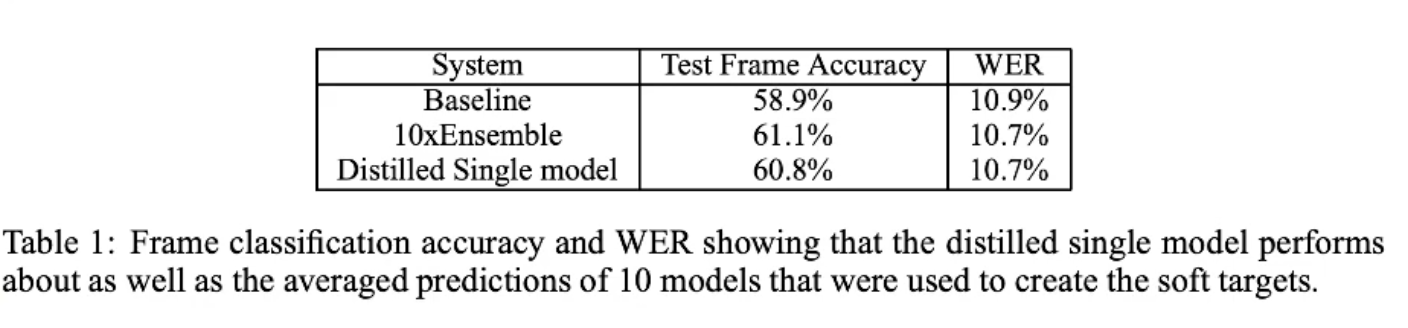 System Test Frame Accuracy WER
Baseline 58.9% 10.9%
10xEnsemble 61.1% 10.7%
Distilled Single model 60.8% 10.7%
Table 1: Frame classification accuracy and WER showing that the distilled single model performs
about as well as the averaged predictions of 10 models that were used to create the soft targets.